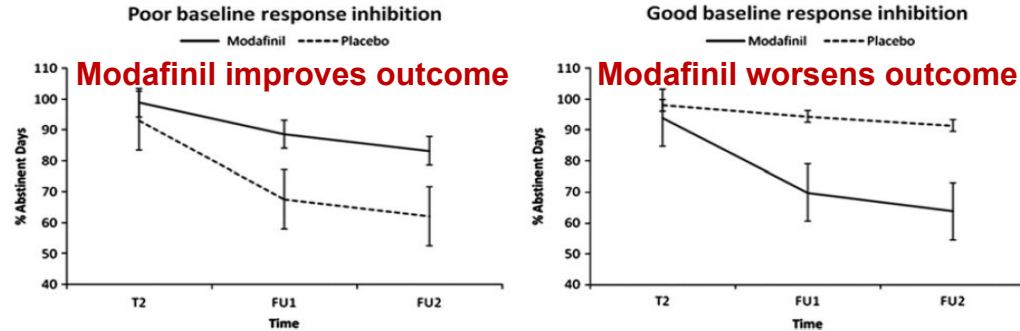 Poor baseline response inhibition
Modafinil Placebo
Modafinil improves outcome
110
100
90
80
70
60
50
40
% Abstinent Days
T2 FU1 FU2
Time
Good baseline response inhibition
Modafinil Placebo
Modafinil worsens outcome
110
100
90
80
70
60
50
40
% Abstinent Days
T2 FU1 FU2
Time